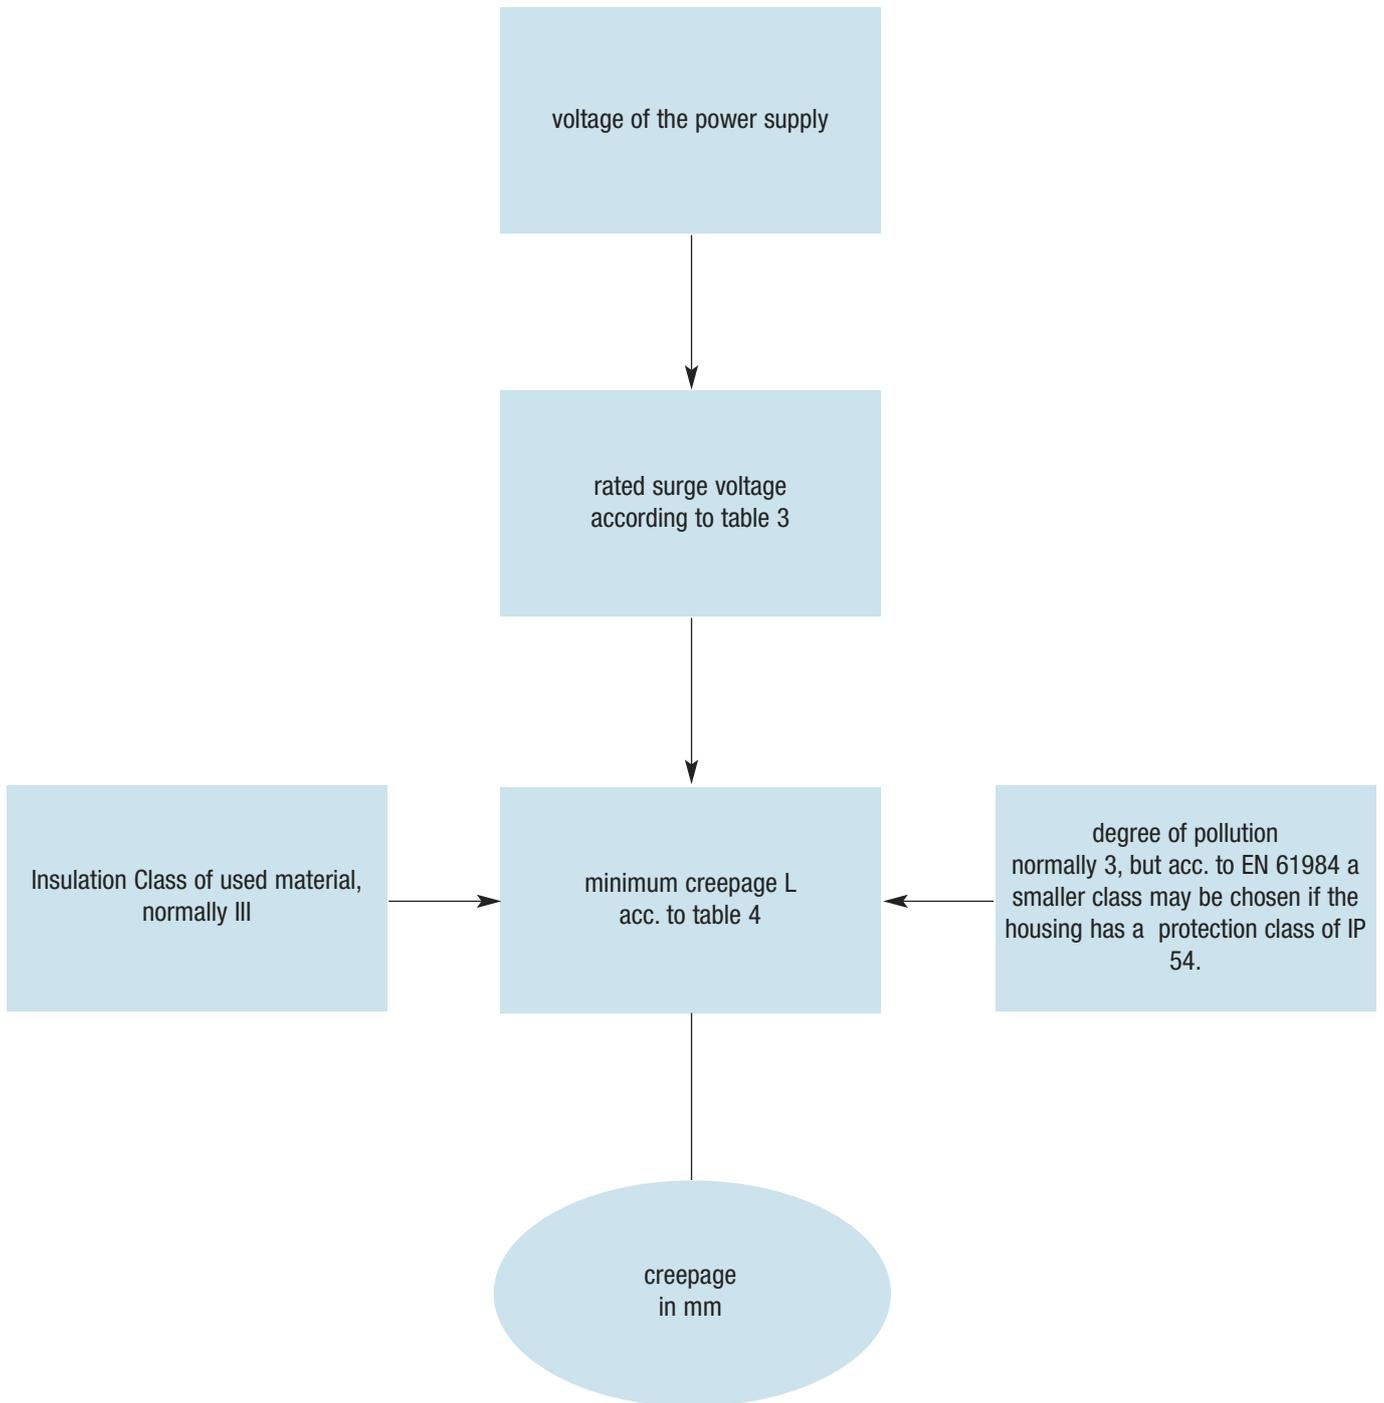 voltage of the power supply
rated surge voltage
according to table 3
Insulation Class of used material,
normally III
minimum creepage L
acc. to table 4
degree of pollution
normally 3, but acc. to EN 61984 a
smaller class may be chosen if the
housing has a  protection class of IP
54.
creepage
in mm